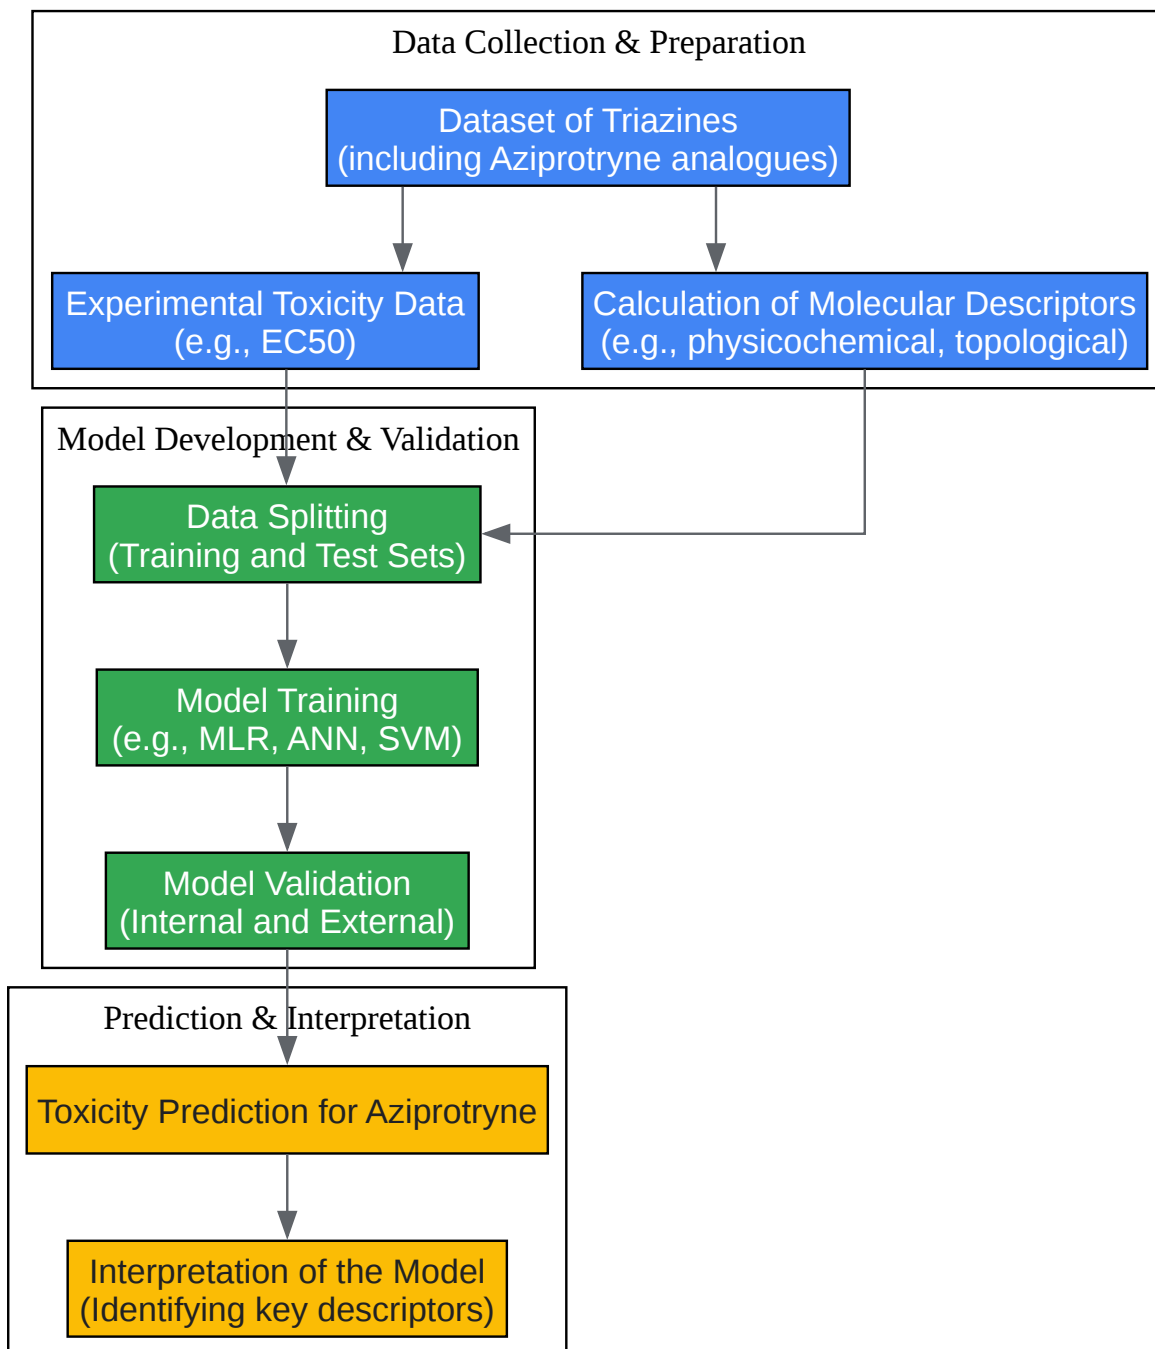 Data Collection & Preparation
Dataset of Triazines
(including Aziprotryne analogues)
Experimental Toxicity Data
(e.g., EC50)
Calculation of Molecular Descriptors
(e.g., physicochemical, topological)
Model Development & Validation
Data Splitting
(Training and Test Sets)
Model Training
(e.g., MLR, ANN, SVM)
Model Validation
(Internal and External)
Prediction & Interpretation
Toxicity Prediction for Aziprotryne
Interpretation of the Model
(Identifying key descriptors)